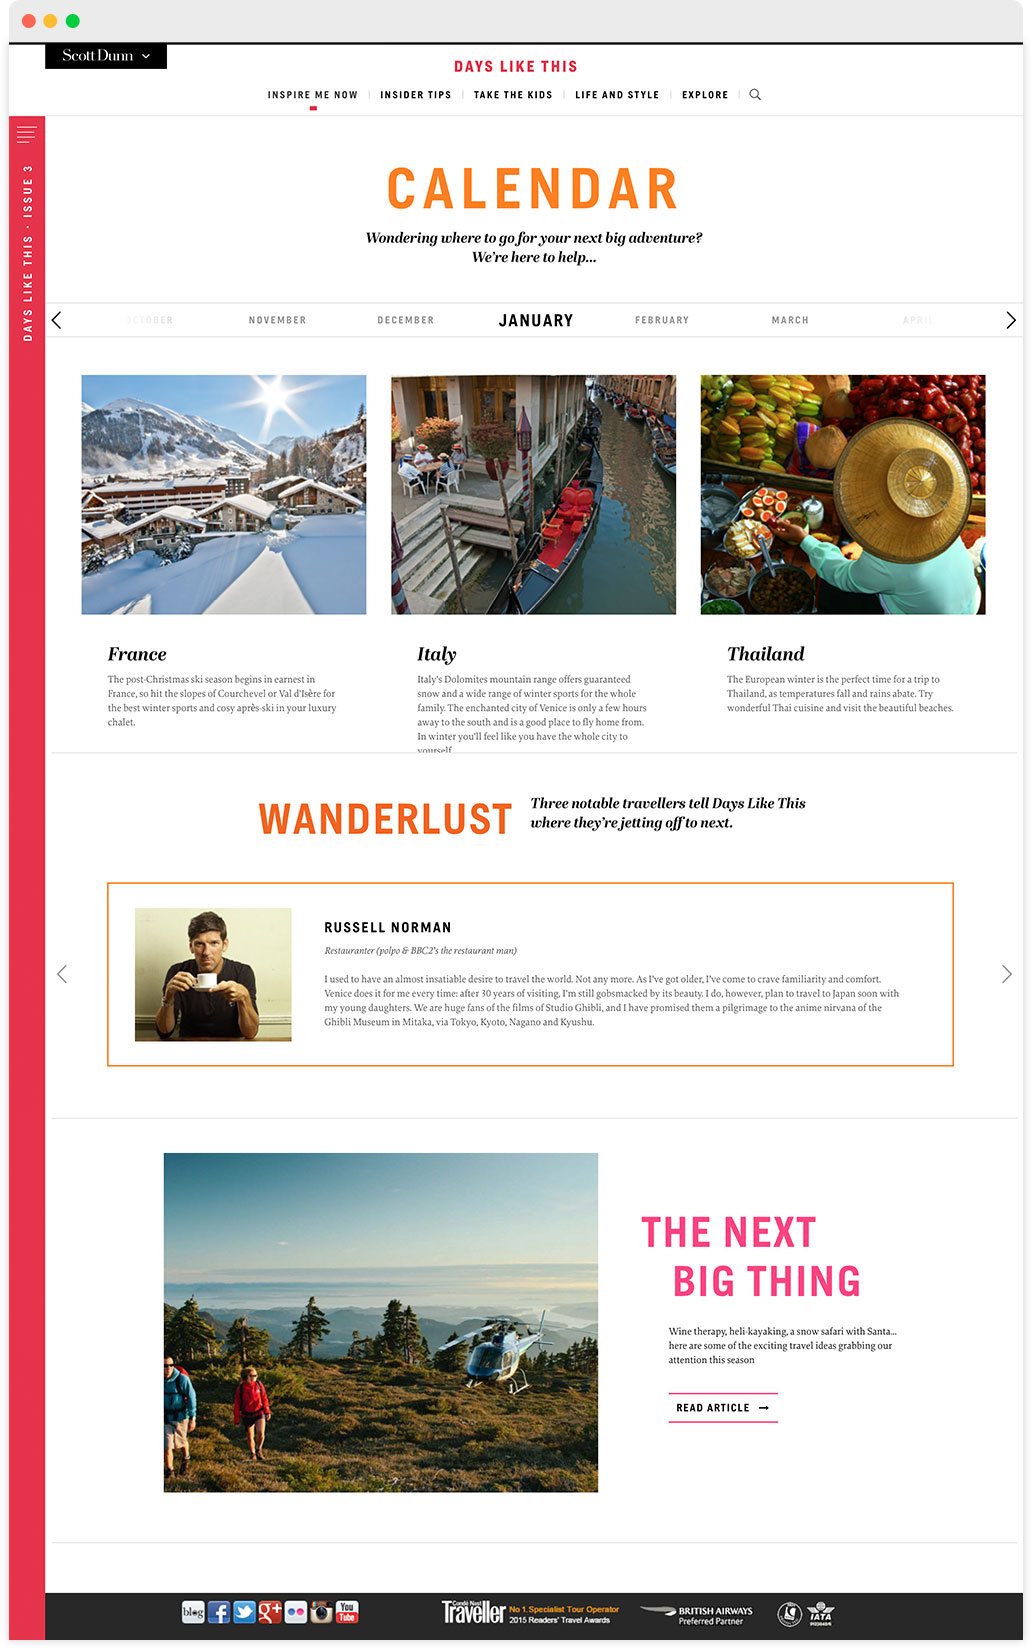 Scott Dunn
DAYS LIKE THIS
INSPIRE ME NOW
INSIDER TIPS
TAKE THE KIDS
LIFE AND STYLE
EXPLORE
DAYS LIKE THIS · ISSUE 3
CALENDAR
Wondering where to go for your next big adventure?
We're here to help...
OCTOBER
NOVEMBER
DECEMBER
JANUARY
FEBRUARY
MARCH
APRIL
France
The post-Christmas ski season begins in earnest in
France, so hit the slopes of Courchevel or Val d'Isère for
the best winter sports and cosy après-ski in your luxury
chalet.
Italy
Italy's Dolomites mountain range offers guaranteed
snow and a wide range of winter sports for the whole
family. The enchanted city of Venice is only a few hours
away to the south and is a good place to fly home from.
In winter you'll feel like you have the whole city to
yourself
Thailand
The European winter is the perfect time for a trip to
Thailand, as temperatures fall and rains abate. Try
wonderful Thai cuisine and visit the beautiful beaches.
WANDERLUST
Three notable travellers tell Days Like This
where they're jetting off to next.
RUSSELL NORMAN
Restauranter (polpo & BBC2's the restaurant man)
I used to have an almost insatiable desire to travel the world. Not any more. As I've got older, I've come to crave familiarity and comfort.
Venice does it for me every time: after 30 years of visiting, I'm still gobsmacked by its beauty. I do, however, plan to travel to Japan soon with
my young daughters. We are huge fans of the films of Studio Ghibli, and I have promised them a pilgrimage to the anime nirvana of the
Ghibli Museum in Mitaka, via Tokyo, Kyoto, Nagano and Kyushu.
THE NEXT
BIG THING
Wine therapy, heli-kayaking, a snow safari with Santa...
here are some of the exciting travel ideas grabbing our
attention this season
READ ARTICLE
blog
You
Tube
Condé Nast
Traveller
No 1. Specialist Tour Operator
2015 Readers' Travel Awards
BRITISH AIRWAYS
Preferred Partner
IATA